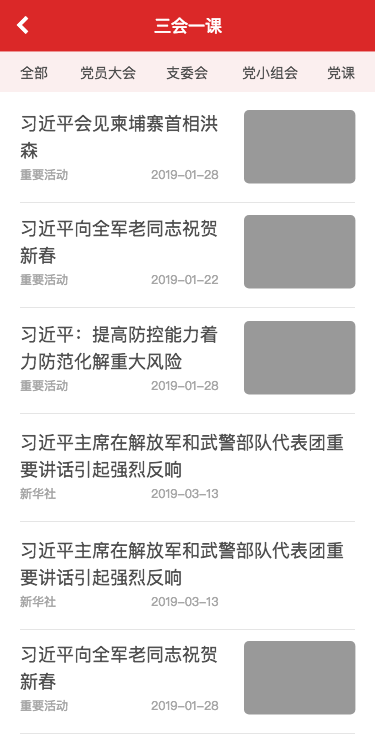 三会一课
全部 党员大会 支委会 党小组会 党课
习近平会见柬埔寨首相洪
森
重要活动 2019-01-28
习近平向全军老同志祝贺
新春
重要活动 2019-01-22
习近平：提高防控能力着
力防范化解重大风险
重要活动 2019-01-28
习近平主席在解放军和武警部队代表团重
要讲话引起强烈反响
新华社 2019-03-13
习近平主席在解放军和武警部队代表团重
要讲话引起强烈反响
新华社 2019-03-13
习近平向全军老同志祝贺
新春
重要活动 2019-01-28